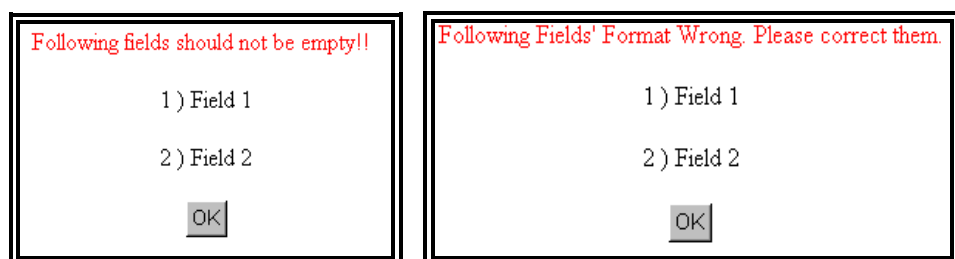 Following fields should not be empty!!
1 ) Field 1
2 ) Field 2
OK
Following Fields' Format Wrong. Please correct them.
1 ) Field 1
2 ) Field 2
OK